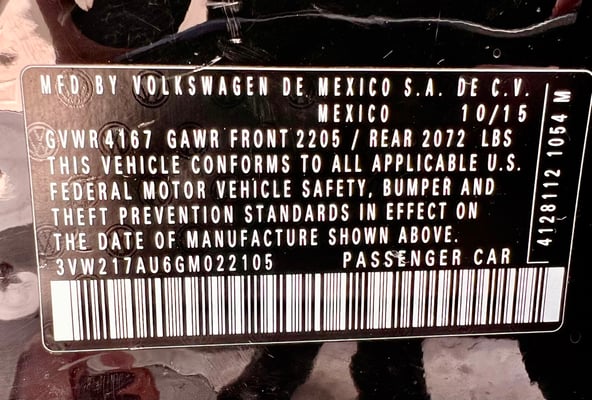 MFD. BY VOLKSWAGEN DE MEXICO S.A. DE C.V.
MEXICO 10/15
GVWR 4167 GAWR FRONT 2205 / REAR 2072 LBS
THIS VEHICLE CONFORMS TO ALL APPLICABLE U.S.
FEDERAL MOTOR VEHICLE SAFETY, BUMPER AND
THEFT PREVENTION STANDARDS IN EFFECT ON
THE DATE OF MANUFACTURE SHOWN ABOVE.
3VW217AU6GM022105 PASSENGER CAR
4128112 1054 M